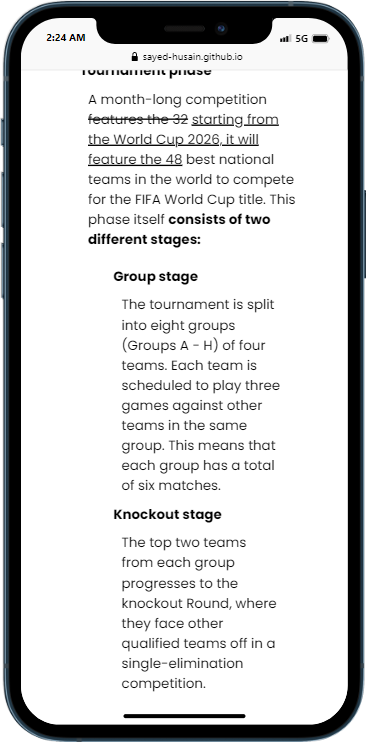 2:24 AM 5G
sayed-husain.github.io
Tournament phase
A month-long competition
features the 32 starting from
the World Cup 2026, it will
feature the 48 best national
teams in the world to compete
for the FIFA World Cup title. This
phase itself consists of two
different stages:
Group stage
The tournament is split
into eight groups
(Groups A - H) of four
teams. Each team is
scheduled to play three
games against other
teams in the same
group. This means that
each group has a total
of six matches.
Knockout stage
The top two teams
from each group
progresses to the
knockout Round, where
they face other
qualified teams off in a
single-elimination
competition.